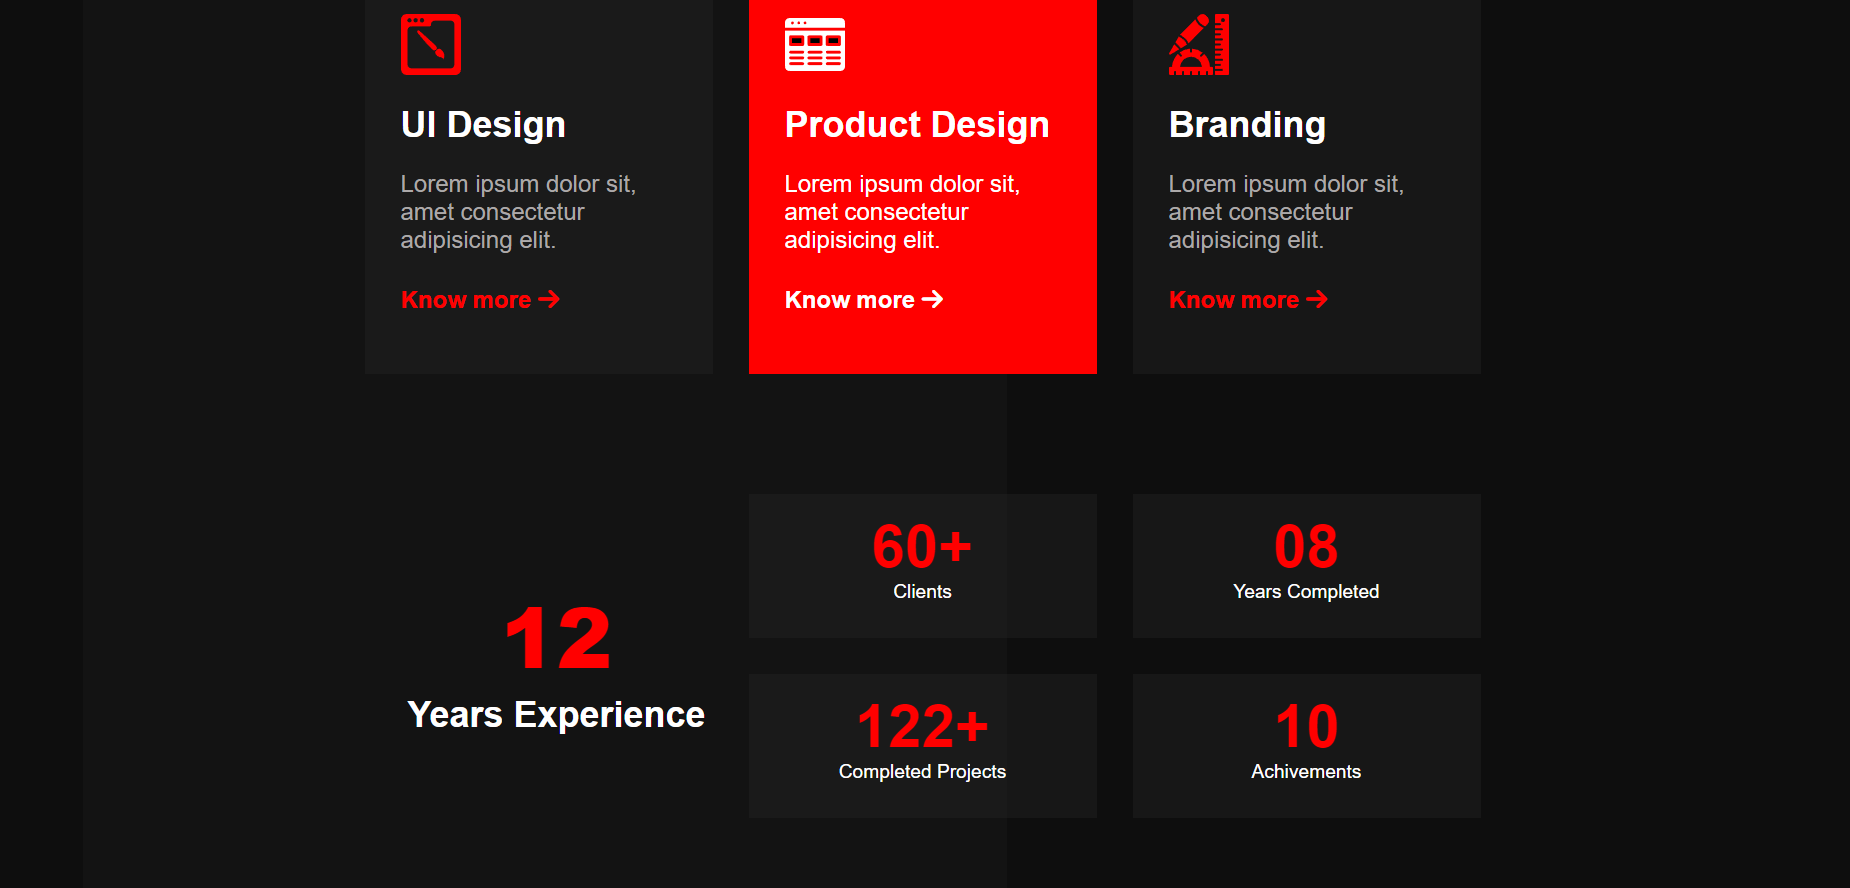 UI Design
Lorem ipsum dolor sit,
amet consectetur
adipisicing elit.
Know more
Product Design
Lorem ipsum dolor sit,
amet consectetur
adipisicing elit.
Know more
Branding
Lorem ipsum dolor sit,
amet consectetur
adipisicing elit.
Know more
12
Years Experience
60+
Clients
08
Years Completed
122+
Completed Projects
10
Achivements